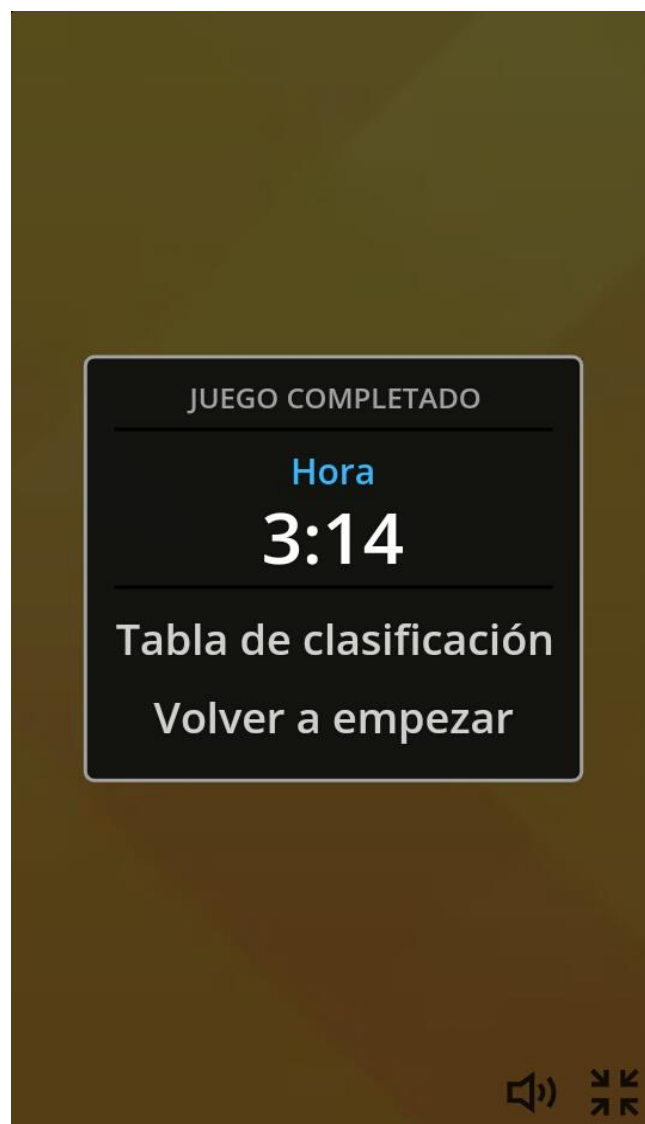 JUEGO COMPLETADO
Hora
3:14
Tabla de clasificación
Volver a empezar